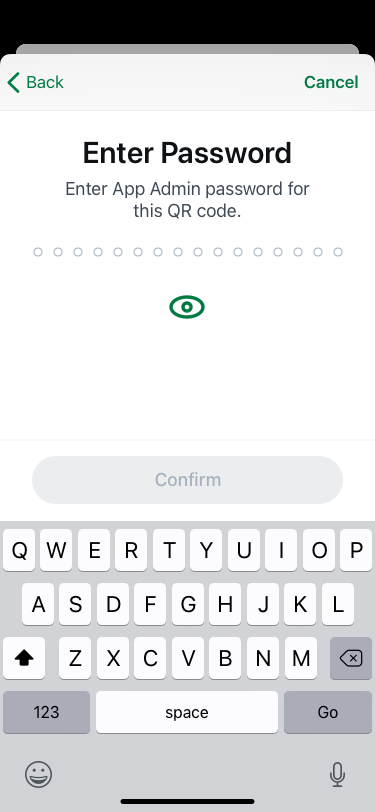 Back
Cancel
Enter Password
Enter App Admin password for
this QR code.
Confirm
Q W E R T Y U I O P
A S D F G H J K L
Z X C V B N M
123 space Go